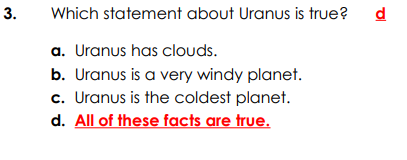 3. Which statement about Uranus is true? d
a. Uranus has clouds.
b. Uranus is a very windy planet.
c. Uranus is the coldest planet.
d. All of these facts are true.